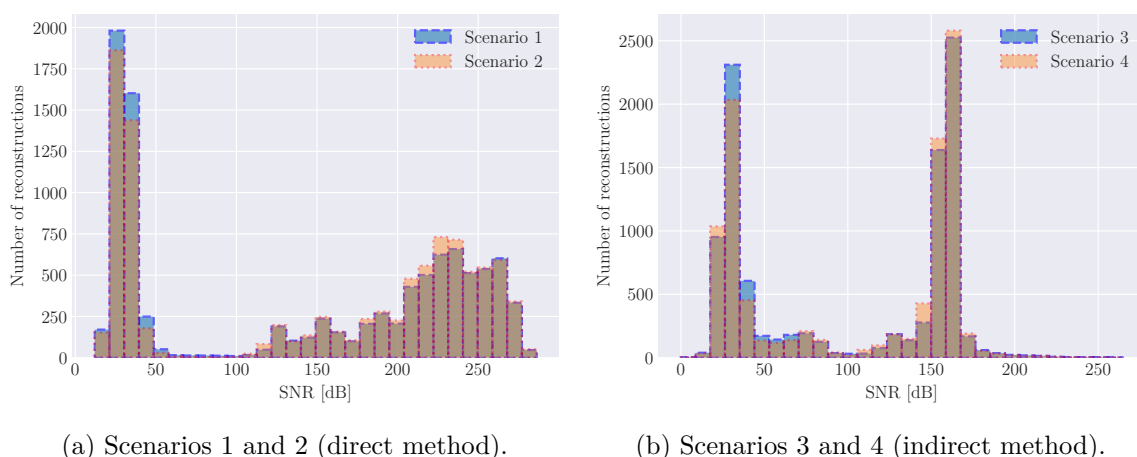 Scenario 1
Scenario 2
Number of reconstructions
2000
1750
1500
1250
1000
750
500
250
0
0
50
100
150
200
250
SNR [dB]
(a) Scenarios 1 and 2 (direct method).
Scenario 3
Scenario 4
Number of reconstructions
2500
2000
1500
1000
500
0
0
50
100
150
200
250
SNR [dB]
(b) Scenarios 3 and 4 (indirect method).